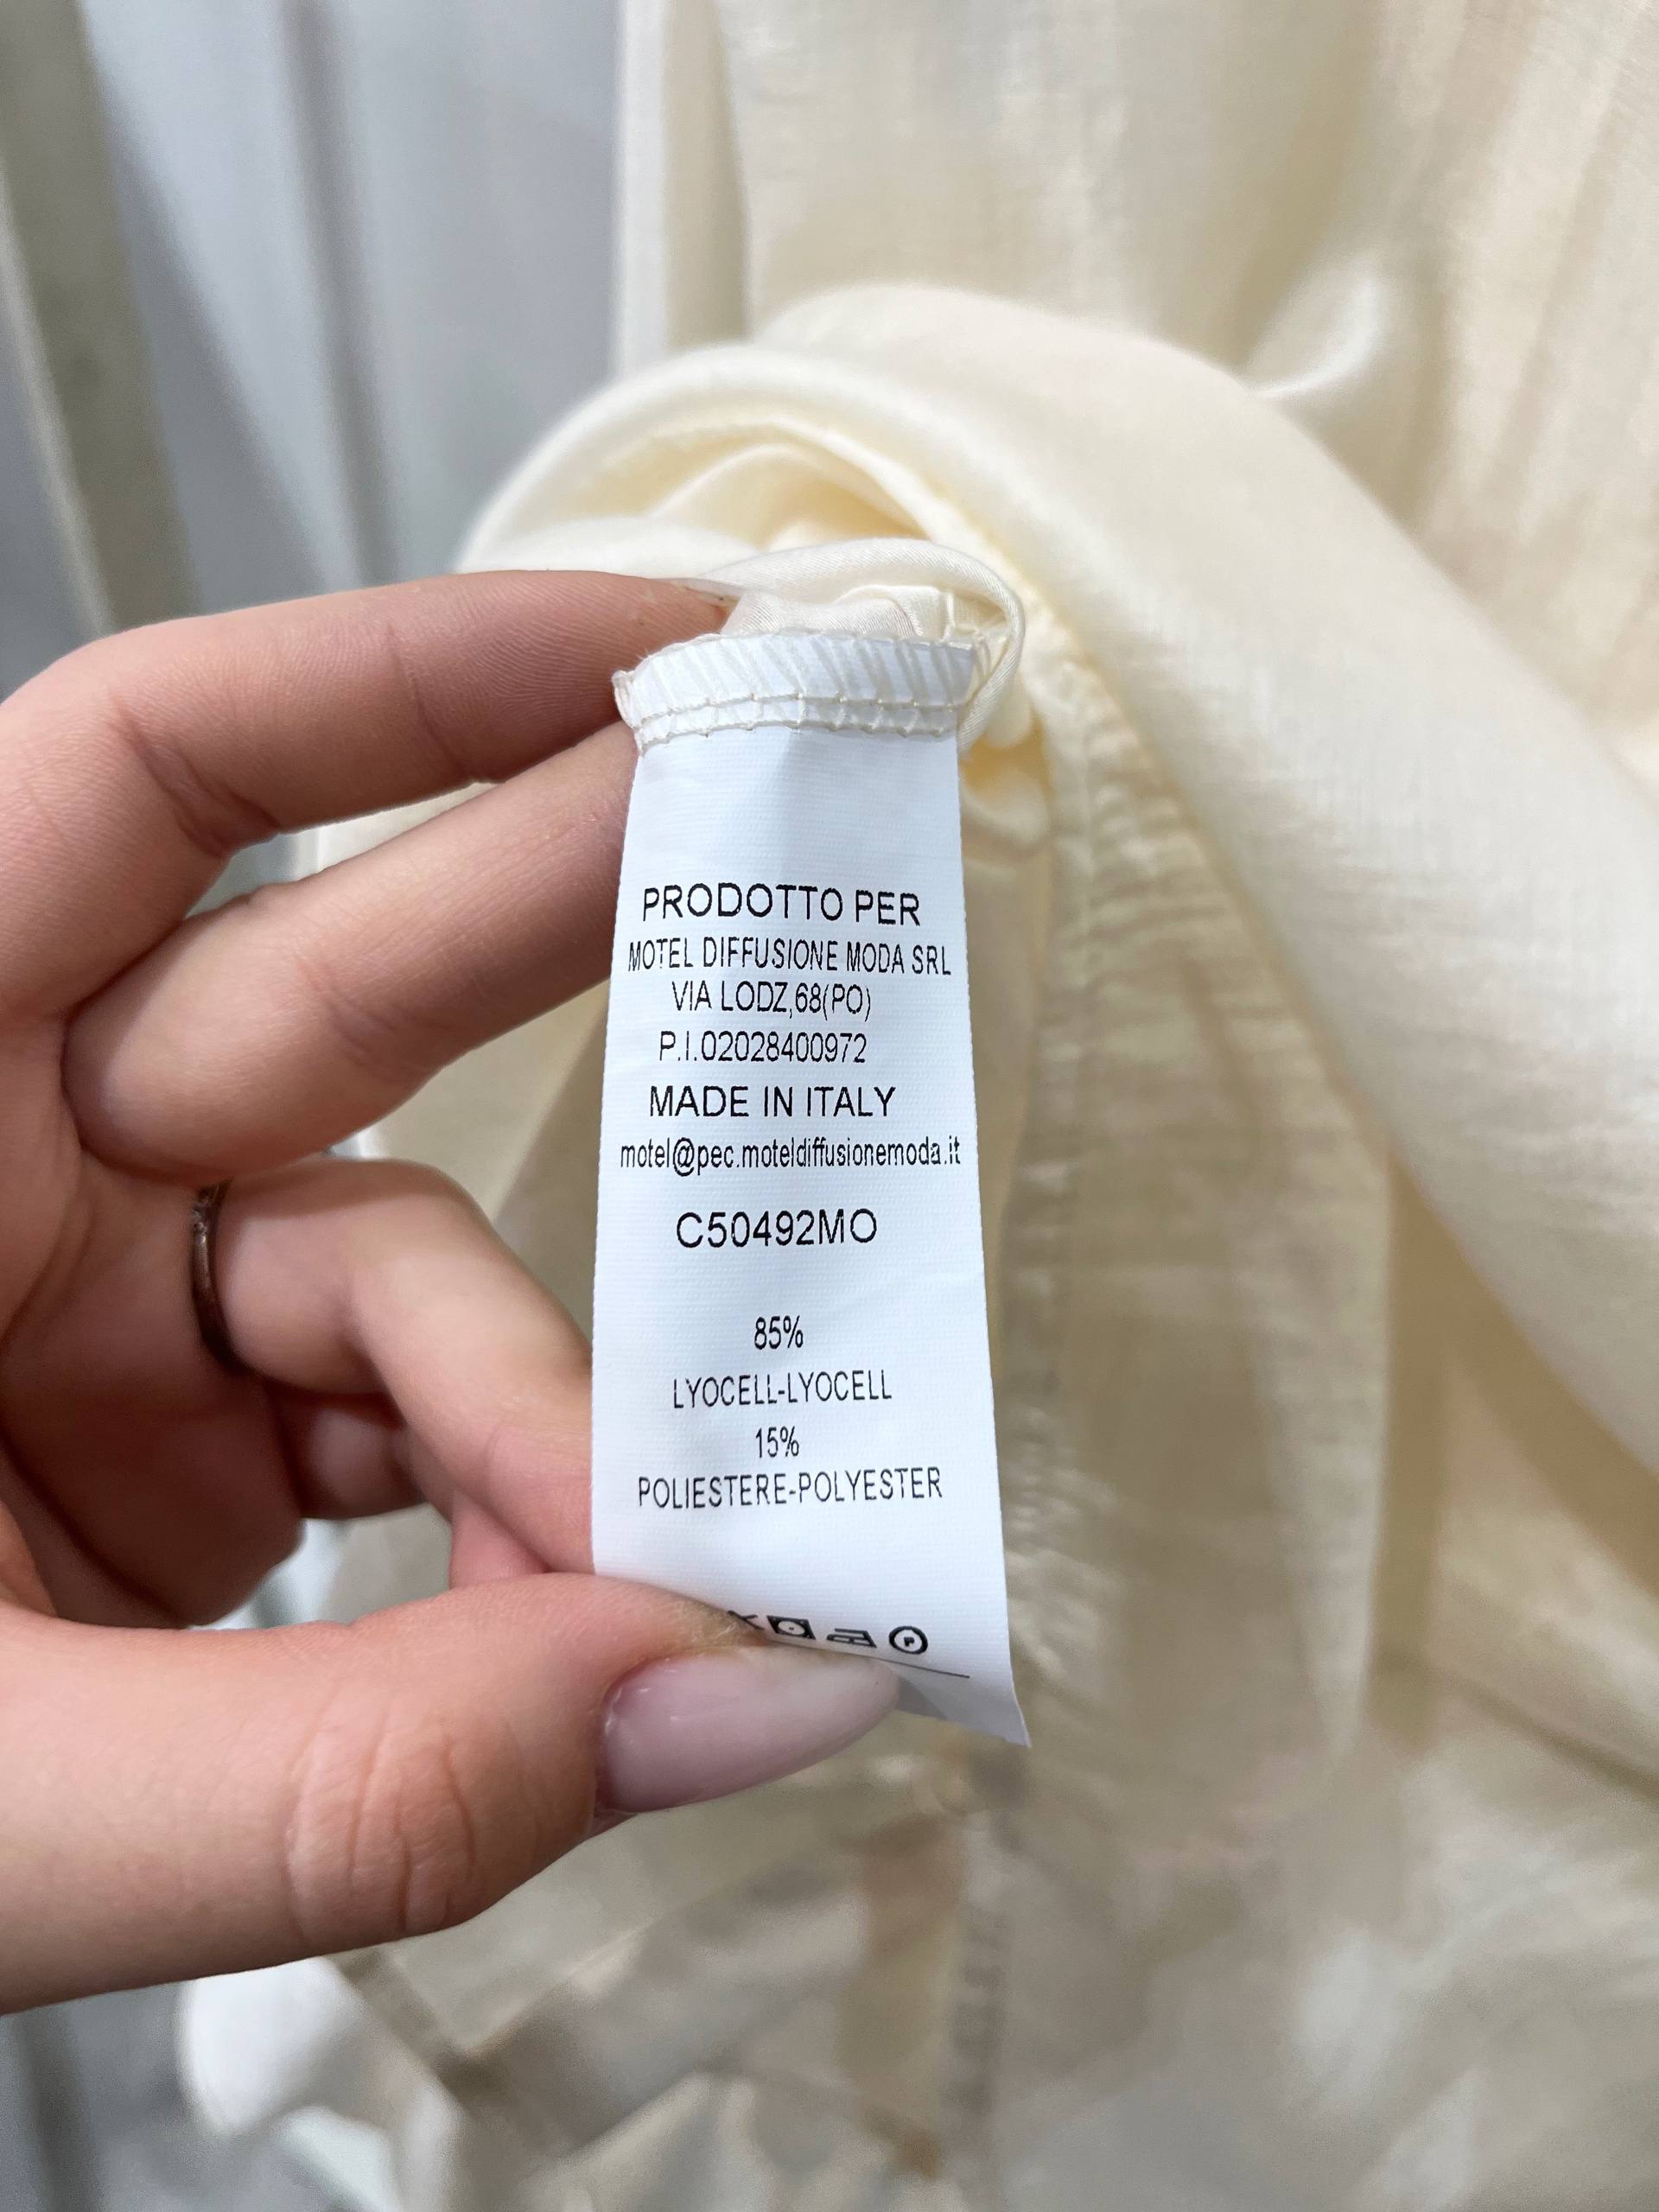 PRODOTTO PER
MOTEL DIFFUSIONE MODA SRL
VIA LODZ,68(PO)
P.I.02028400972
MADE IN ITALY
motel@pec.moteldiffusionemoda.it
C50492MO
85%
LYOCELL-LYOCELL
15%
POLIESTERE-POLYESTER
P